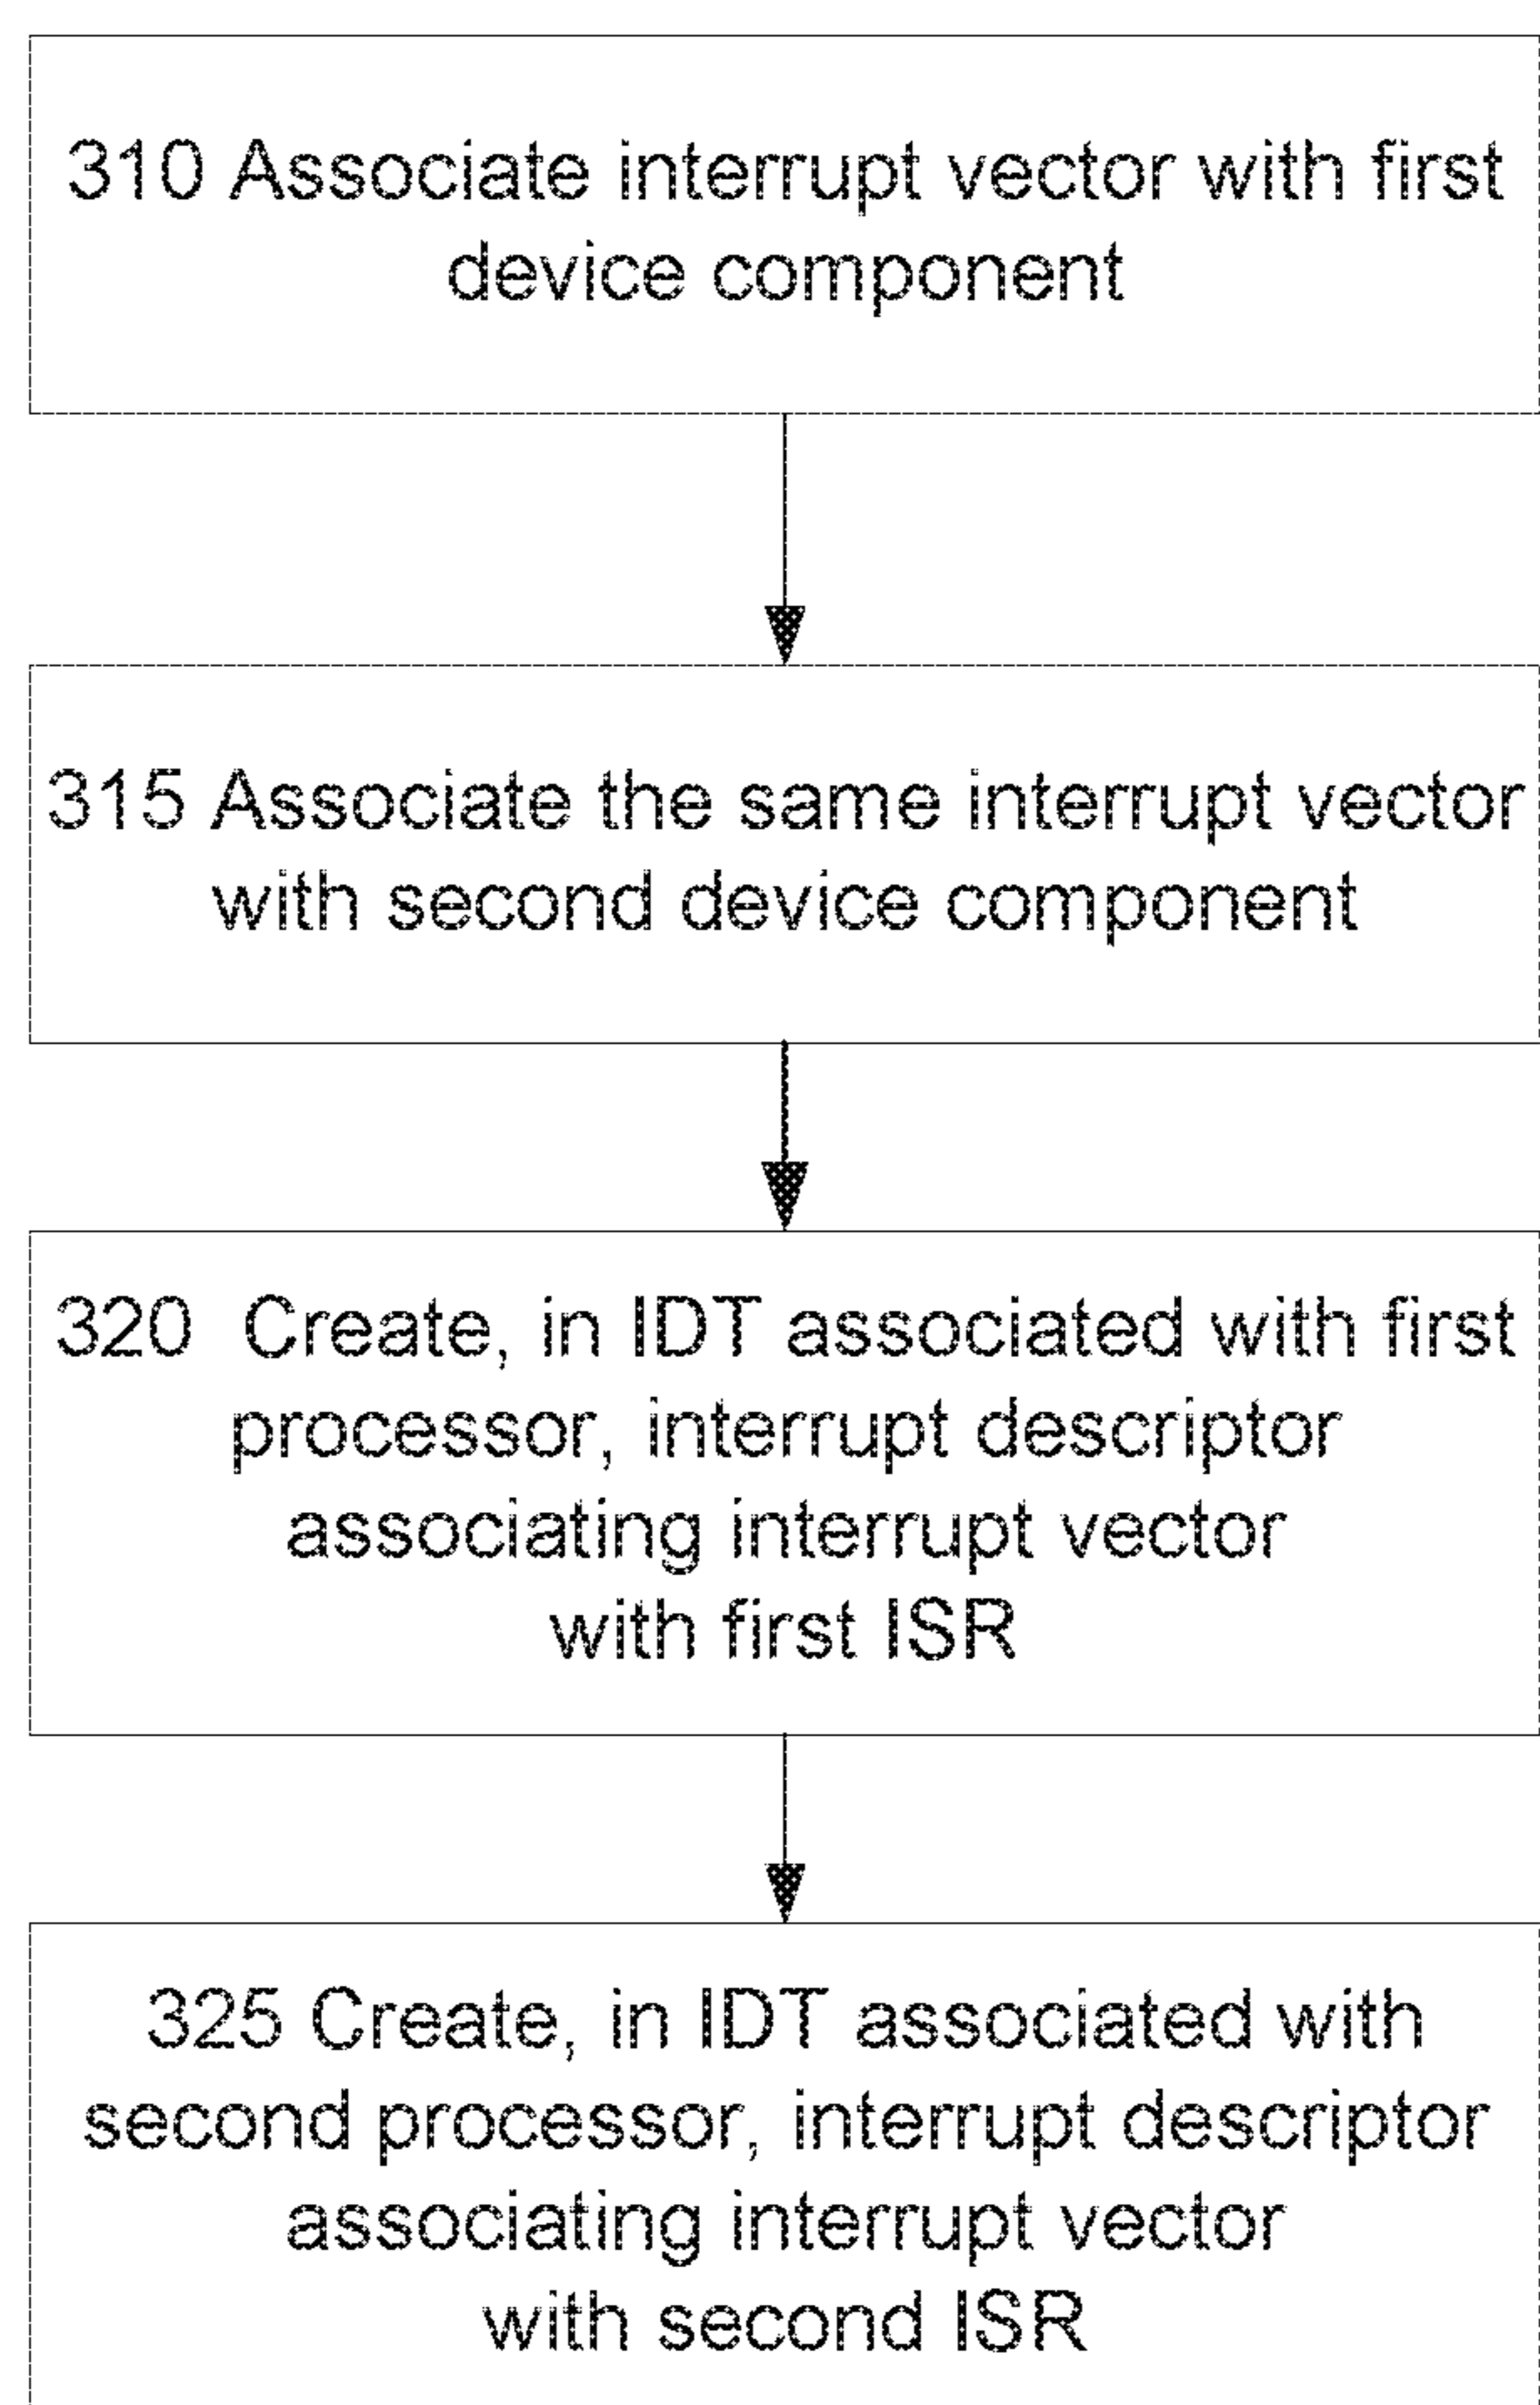 310 Associate interrupt vector with first
device component
315 Associate the same interrupt vector
with second device component
320 Create, in IDT associated with first
processor, interrupt descriptor
associating interrupt vector
with first ISR
325 Create, in IDT associated with
second processor, interrupt descriptor
associating interrupt vector
with second ISR